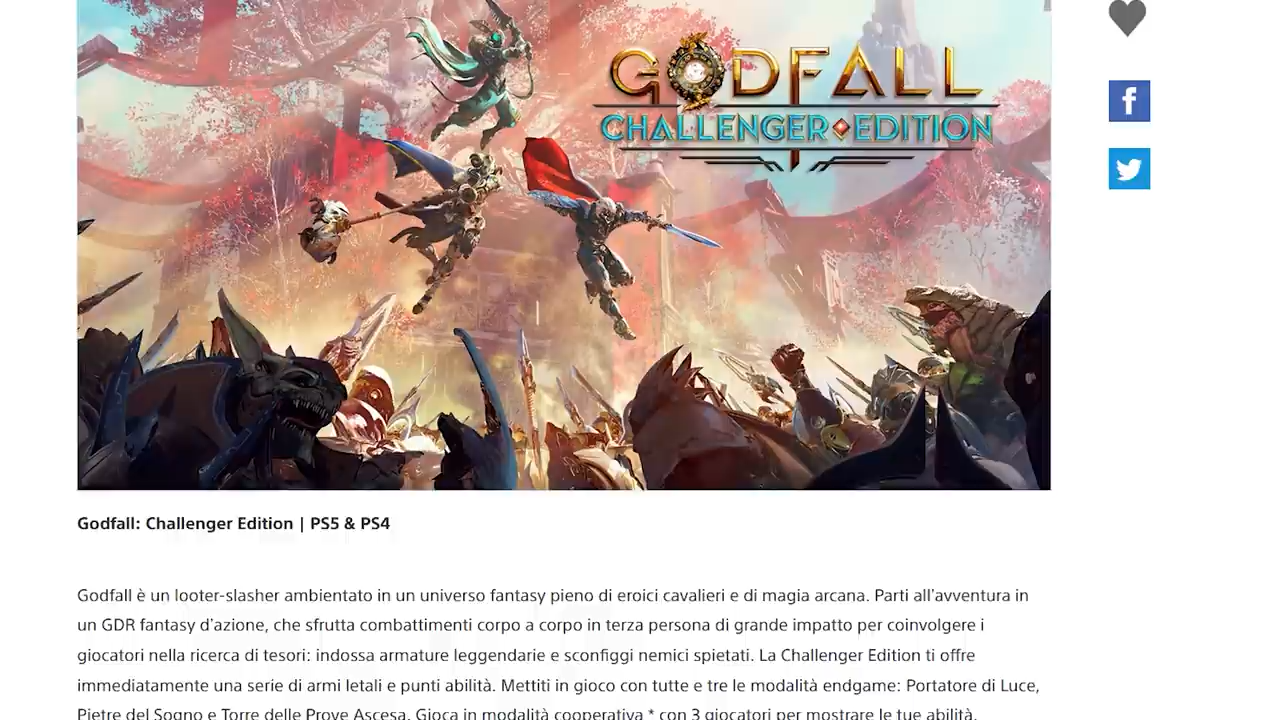 GODFALL
CHALLENGER EDITION
Godfall: Challenger Edition | PS5 & PS4
Godfall è un looter-slasher ambientato in un universo fantasy pieno di eroici cavalieri e di magia arcana. Parti all'avventura in
un GDR fantasy d'azione, che sfrutta combattimenti corpo a corpo in terza persona di grande impatto per coinvolgere i
giocatori nella ricerca di tesori: indossa armature leggendarie e sconfiggi nemici spietati. La Challenger Edition ti offre
immediatamente una serie di armi letali e punti abilità. Mettiti in gioco con tutte e tre le modalità endgame: Portatore di Luce,
Pietre del Sogno e Torre delle Prove Ascesa. Gioca in modalità cooperativa * con 3 giocatori per mostrare le tue abilità.